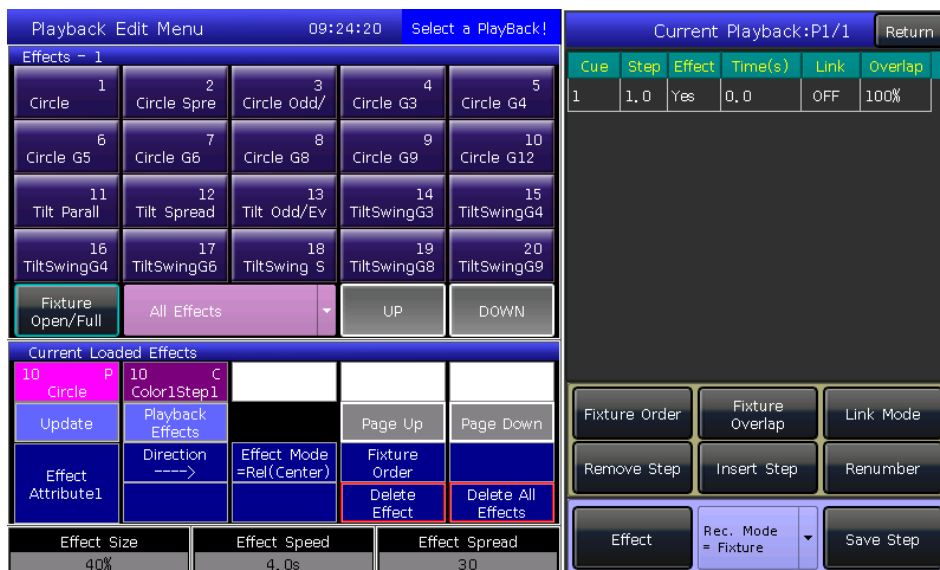 Playback Edit Menu 09:24:20 Select a PlayBack!
Effects - 1
1 2 3 4 5
Circle Circle Spre Circle Odd/ Circle G3 Circle G4
6 7 8 9 10
Circle G5 Circle G6 Circle G8 Circle G9 Circle G12
11 12 13 14 15
Tilt Parall Tilt Spread Tilt Odd/Ev TiltSwingG3 TiltSwingG4
16 17 18 19 20
TiltSwingG4 TiltSwingG6 TiltSwing S TiltSwingG8 TiltSwingG9
Fixture
Open/Full
All Effects
UP
DOWN
Current Loaded Effects
10 P
Circle
10 C
Color1Step1
Update
Playback
Effects
Page Up
Page Down
Effect
Attribute1
Direction
---->
Effect Mode
=Rel(Center)
Fixture
Order
Delete
Effect
Delete All
Effects
Effect Size Effect Speed Effect Spread
40% 4.0s 30
Current Playback:P1/1
Return
Cue Step Effect Time(s) Link Overlap
1 1.0 Yes 0.0 OFF 100%
Fixture Order
Fixture
Overlap
Link Mode
Remove Step
Insert Step
Renumber
Effect
Rec. Mode
= Fixture
Save Step